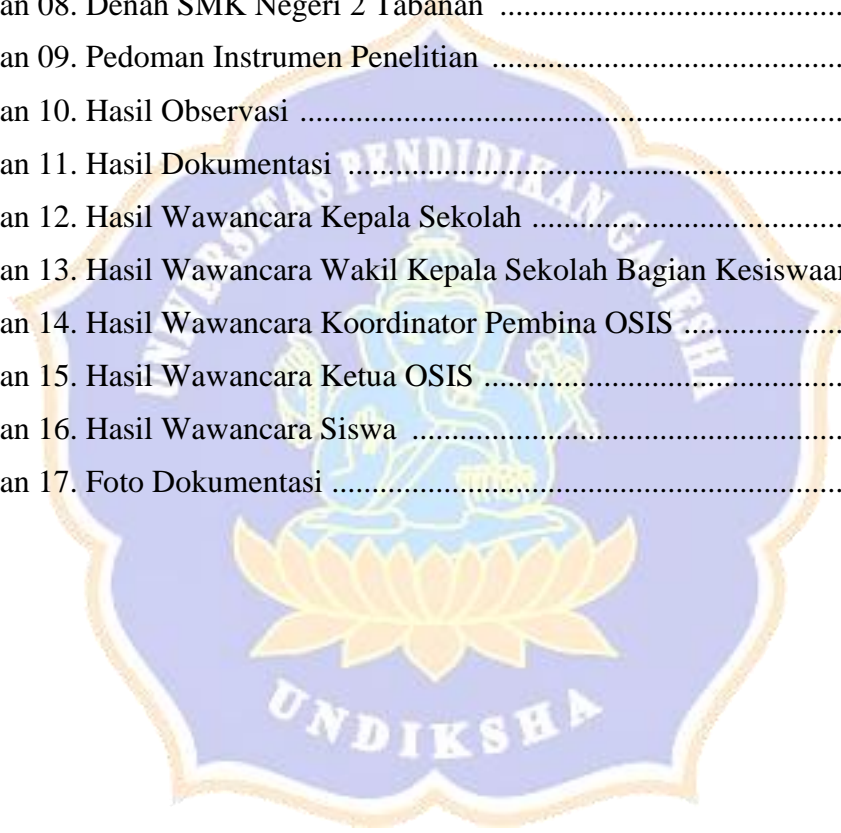 an 08. Denah SMK Negeri 2 Tabanan ..........................................
an 09. Pedoman Instrumen Penelitian ..........................................
an 10. Hasil Observasi ..........................................
an 11. Hasil Dokumentasi ..........................................
an 12. Hasil Wawancara Kepala Sekolah ..........................................
an 13. Hasil Wawancara Wakil Kepala Sekolah Bagian Kesiswaan
an 14. Hasil Wawancara Koordinator Pembina OSIS ..........................................
an 15. Hasil Wawancara Ketua OSIS ..........................................
an 16. Hasil Wawancara Siswa ..........................................
an 17. Foto Dokumentasi ..........................................
UNIVERSITAS PENDIDIKAN GANESHA
UNDIKSHA